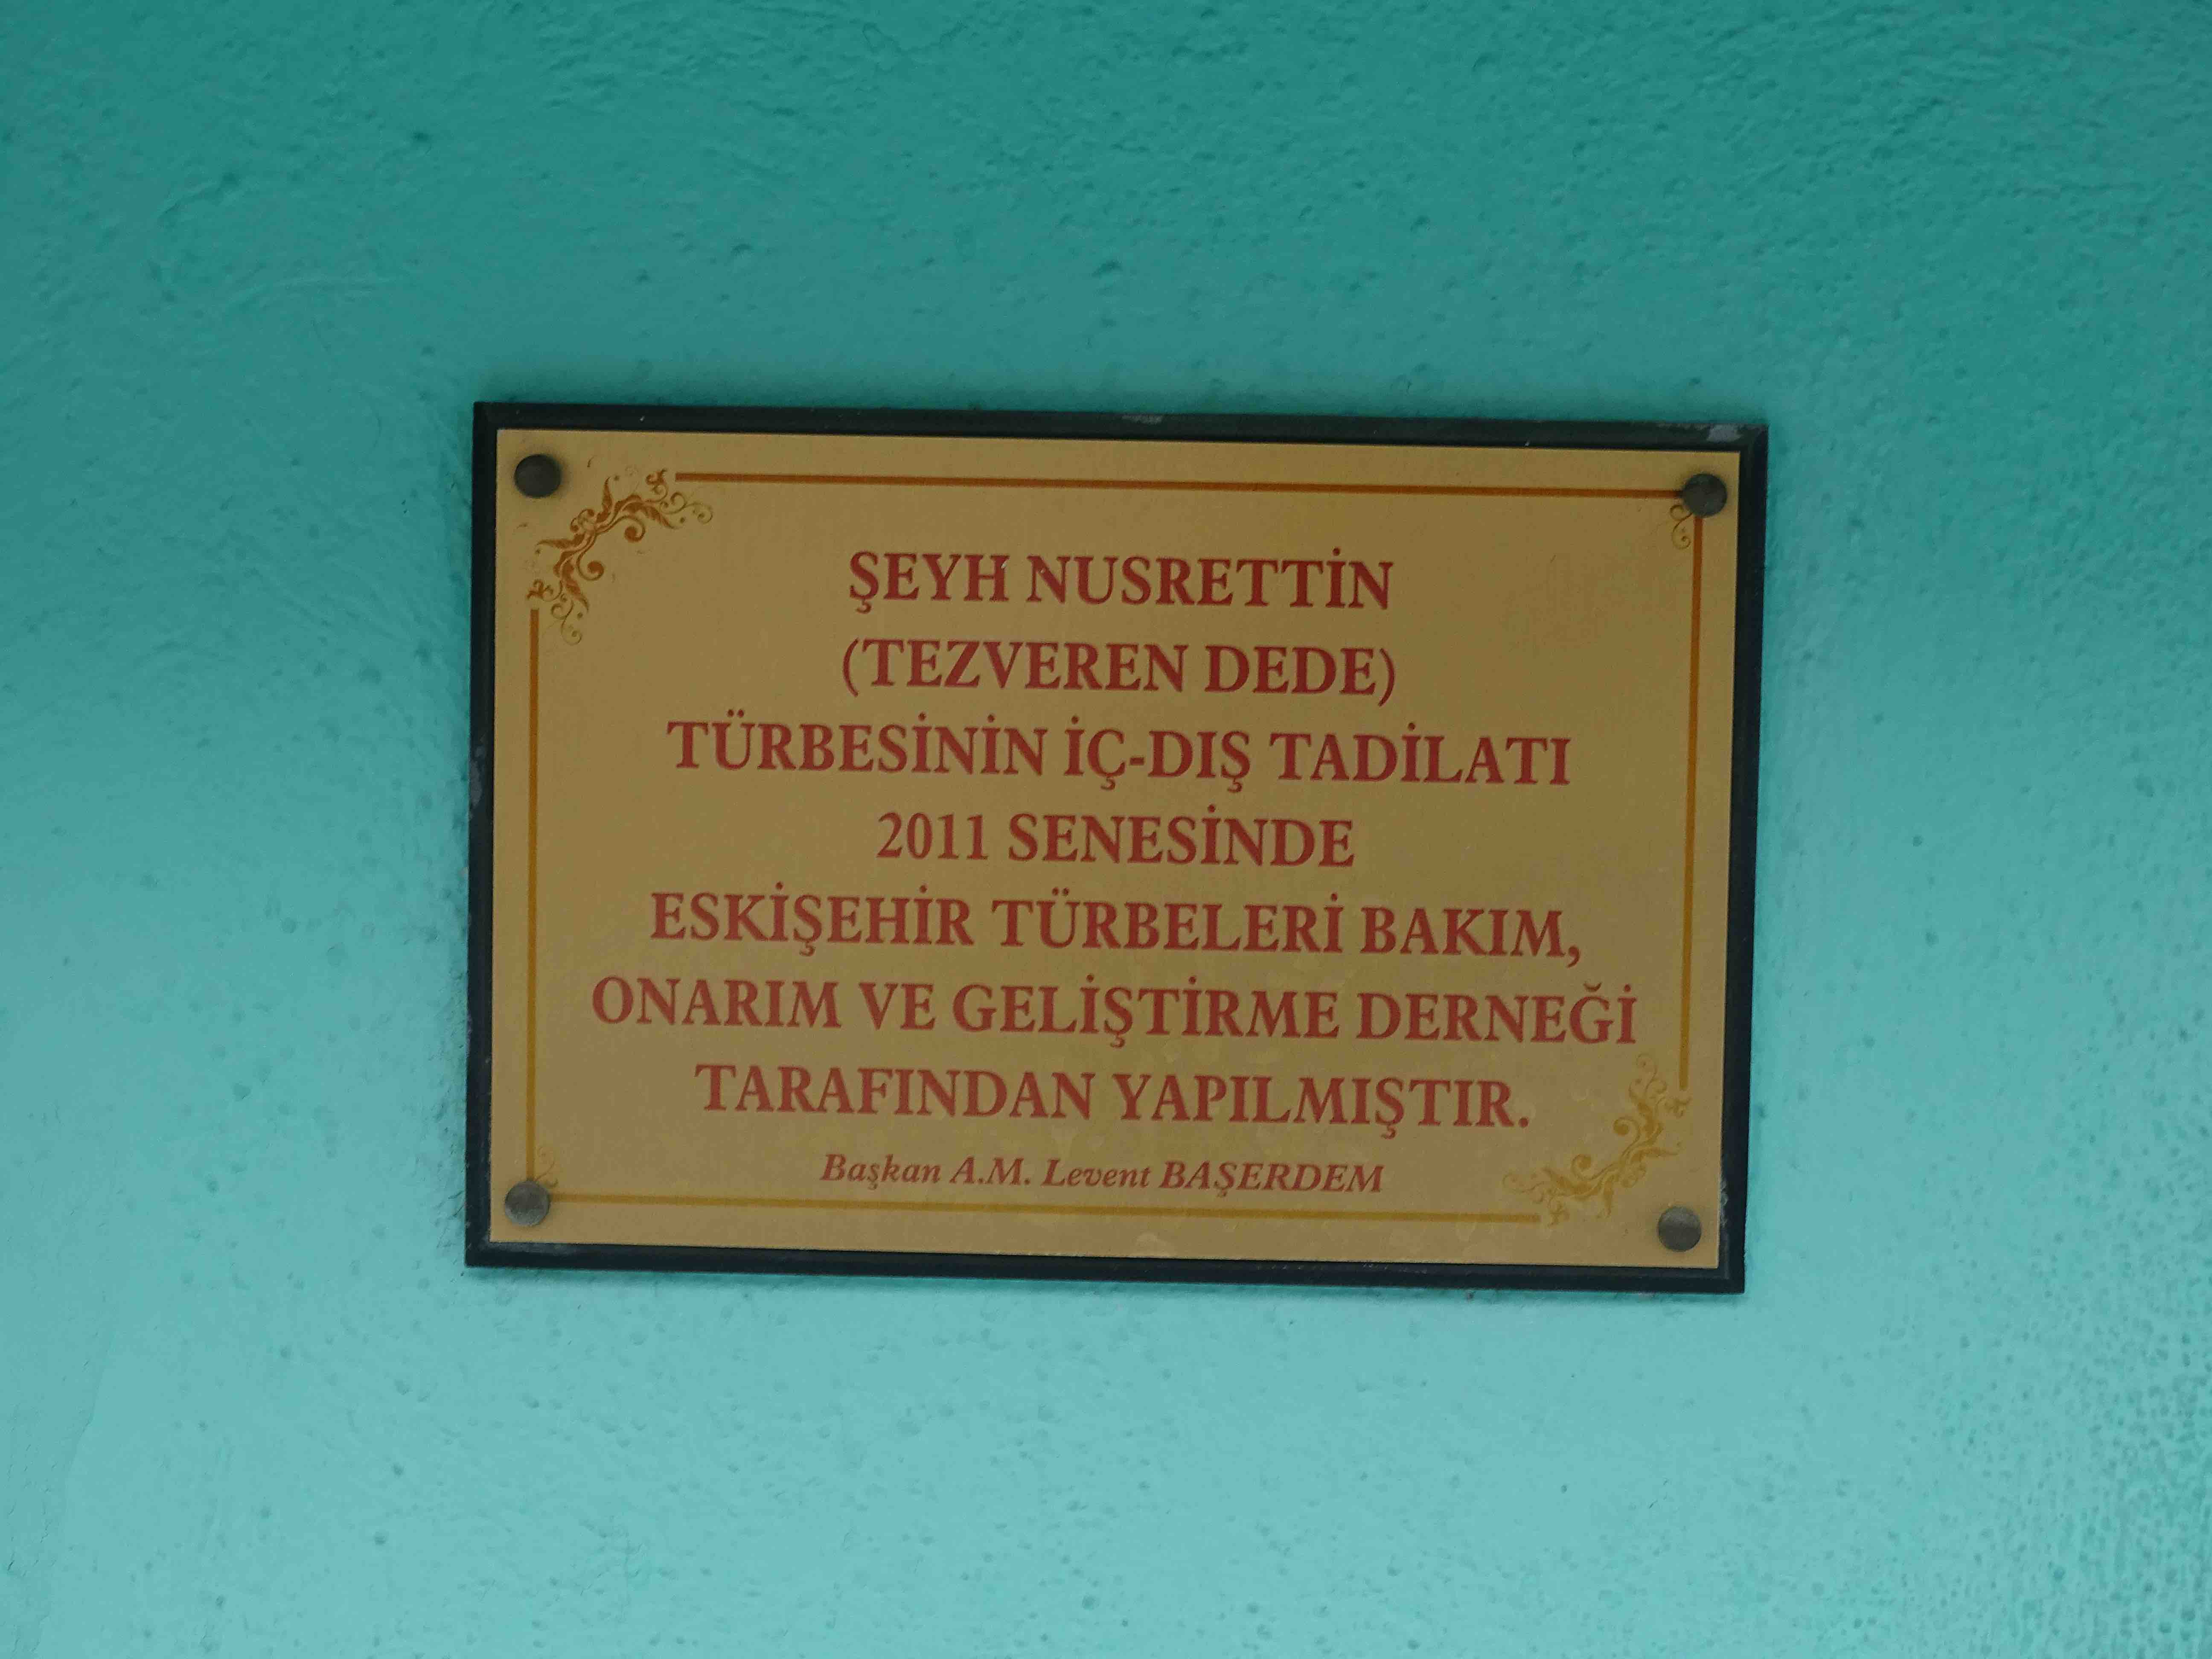 ŞEYH NUSRETTİN
(TEZVEREN DEDE)
TÜRBESİNİN İÇ-DIŞ TADİLATI
2011 SENESİNDE
ESKİŞEHİR TÜRBELERİ BAKIM,
ONARIM VE GELİŞTİRME DERNEĞİ
TARAFINDAN YAPILMIŞTIR.
Başkan A.M. Levent BAŞERDEM